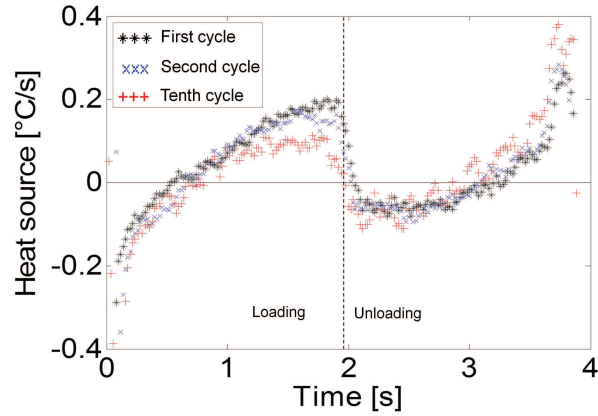 First cycle
Second cycle
Tenth cycle
Heat source [°C/s]
0.4
0.2
0
-0.2
-0.4
Loading
Unloading
0
1
2
3
4
Time [s]